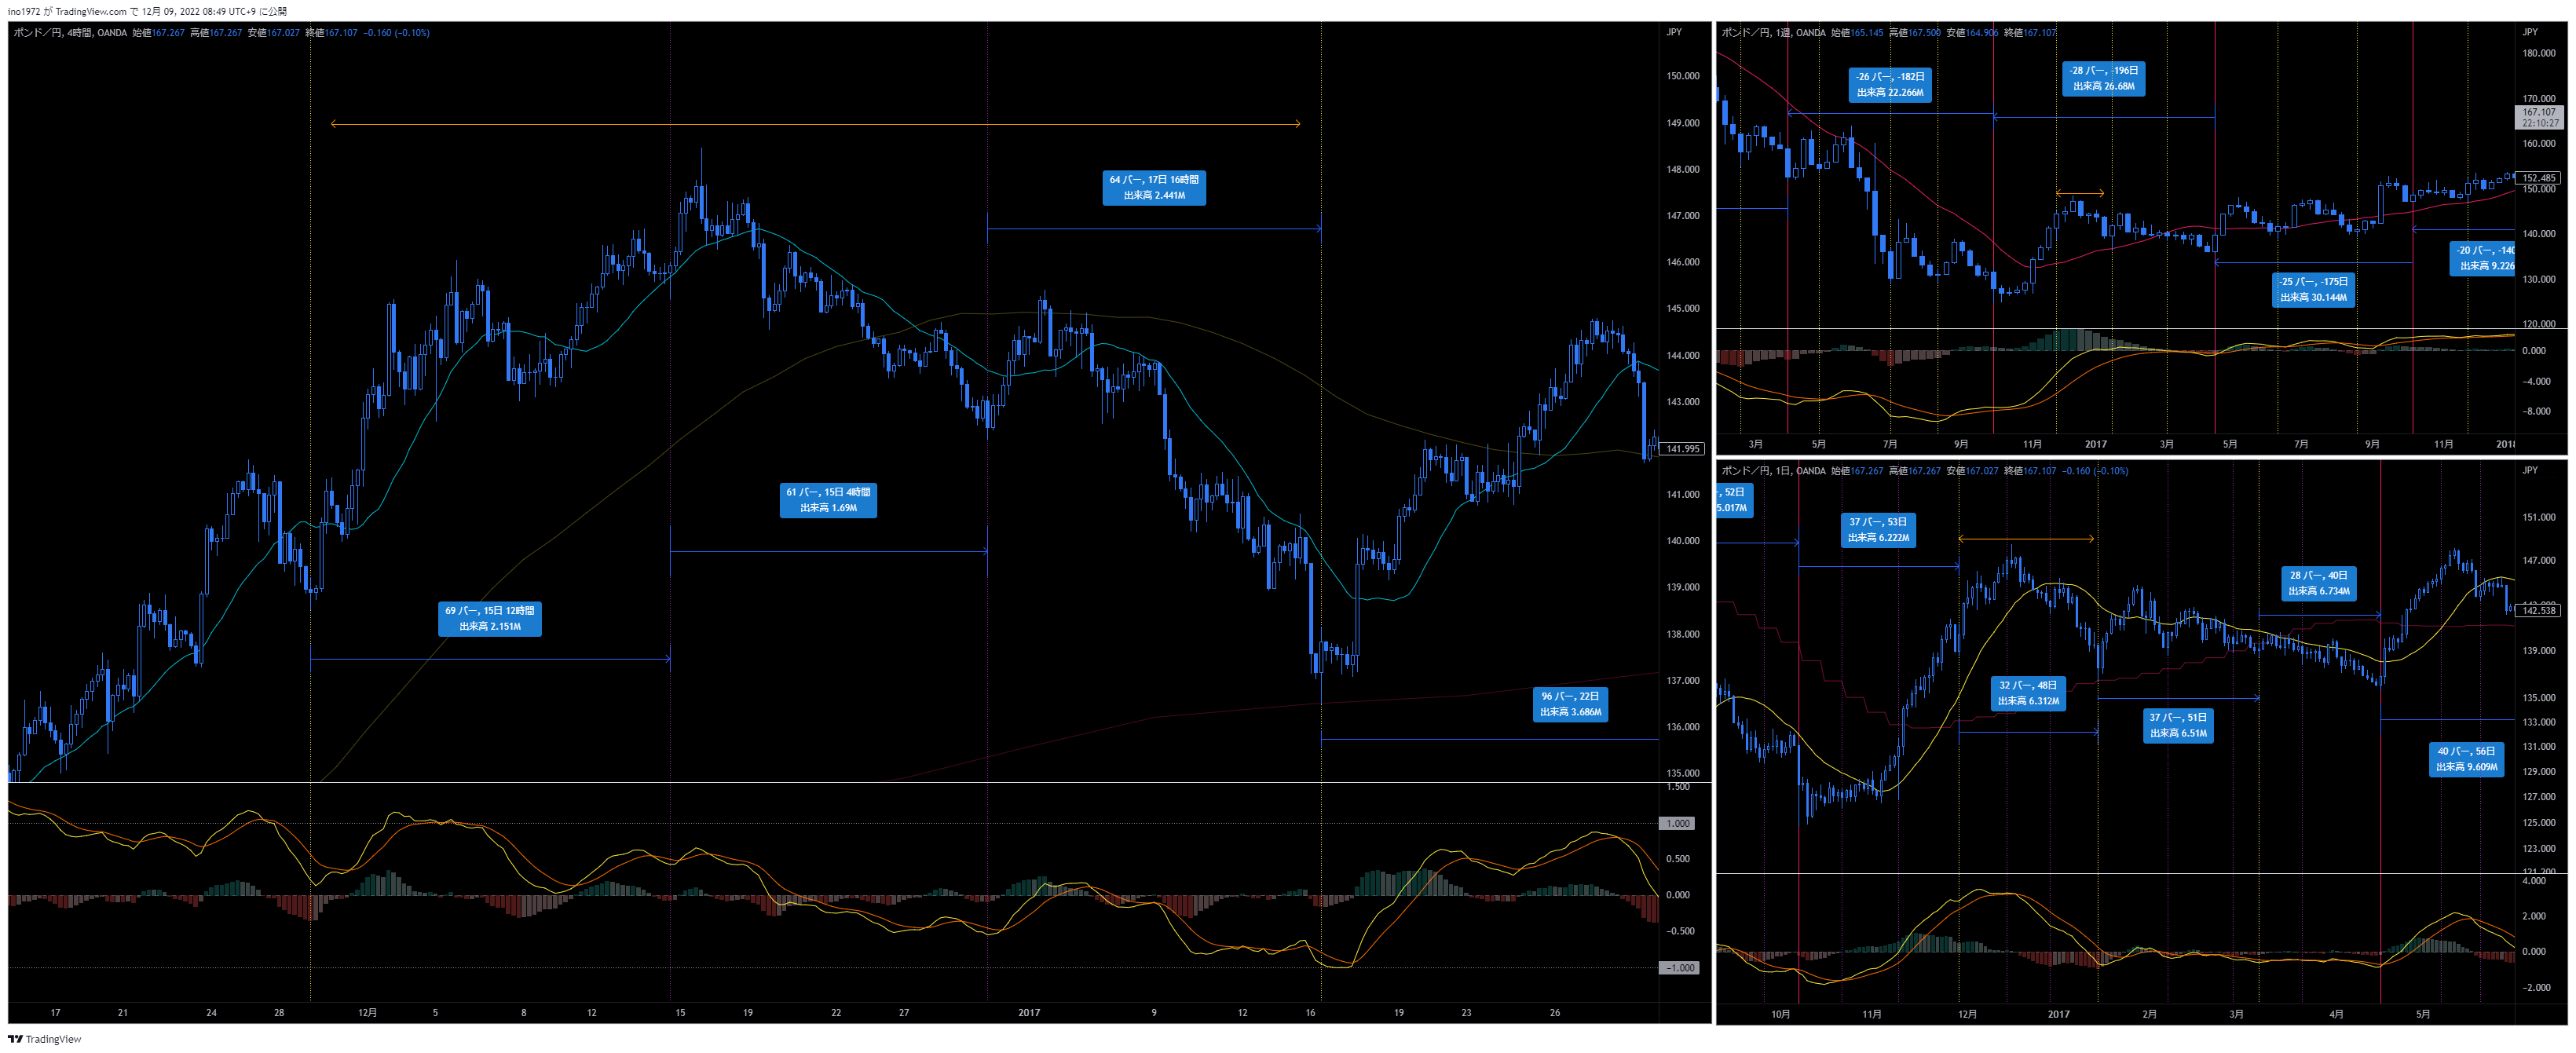 ino1972 が TradingView.com で 12月 09, 2022 08:49 UTC+9 に公開
ポンド／円, 4時間, OANDA 始値167.267 高値167.267 安値167.027 終値167.107 −0.160 (−0.10%)
JPY
150.000
149.000
148.000
147.000
146.000
145.000
144.000
143.000
141.995
141.000
140.000
139.000
138.000
137.000
136.000
135.000
64 バー, 17日 16時間
出来高 2.441M
61 バー, 15日 4時間
出来高 1.69M
69 バー, 15日 12時間
出来高 2.151M
96 バー, 22日
出来高 3.686M
1.500
1.000
0.500
0.000
−0.500
−1.000
17 21 24 28 12月 5 8 12 15 19 22 27 2017 9 12 16 19 23 26
ポンド／円, 1週, OANDA 始値165.145 高値167.500 安値164.906 終値167.107
JPY
180.000
170.000
167.107
22:10:27
160.000
152.485
150.000
140.000
130.000
120.000
-26 バー, -182日
出来高 22.266M
-28 バー, -196日
出来高 26.68M
-20 バー, -140
出来高 9.226
-25 バー, -175日
出来高 30.144M
0.000
−4.000
−8.000
3月 5月 7月 9月 11月 2017 3月 5月 7月 9月 11月 2018
ポンド／円, 1日, OANDA 始値167.267 高値167.267 安値167.027 終値167.107 −0.160 (−0.10%)
JPY
151.000
147.000
142.538
139.000
135.000
133.000
131.000
129.000
127.000
125.000
123.000
121.200
, 52日
5.017M
37 バー, 53日
出来高 6.222M
28 バー, 40日
出来高 6.734M
32 バー, 48日
出来高 6.312M
37 バー, 51日
出来高 6.51M
40 バー, 56日
出来高 9.609M
4.000
2.000
0.000
−2.000
10月 11月 12月 2017 2月 3月 4月 5月
TradingView